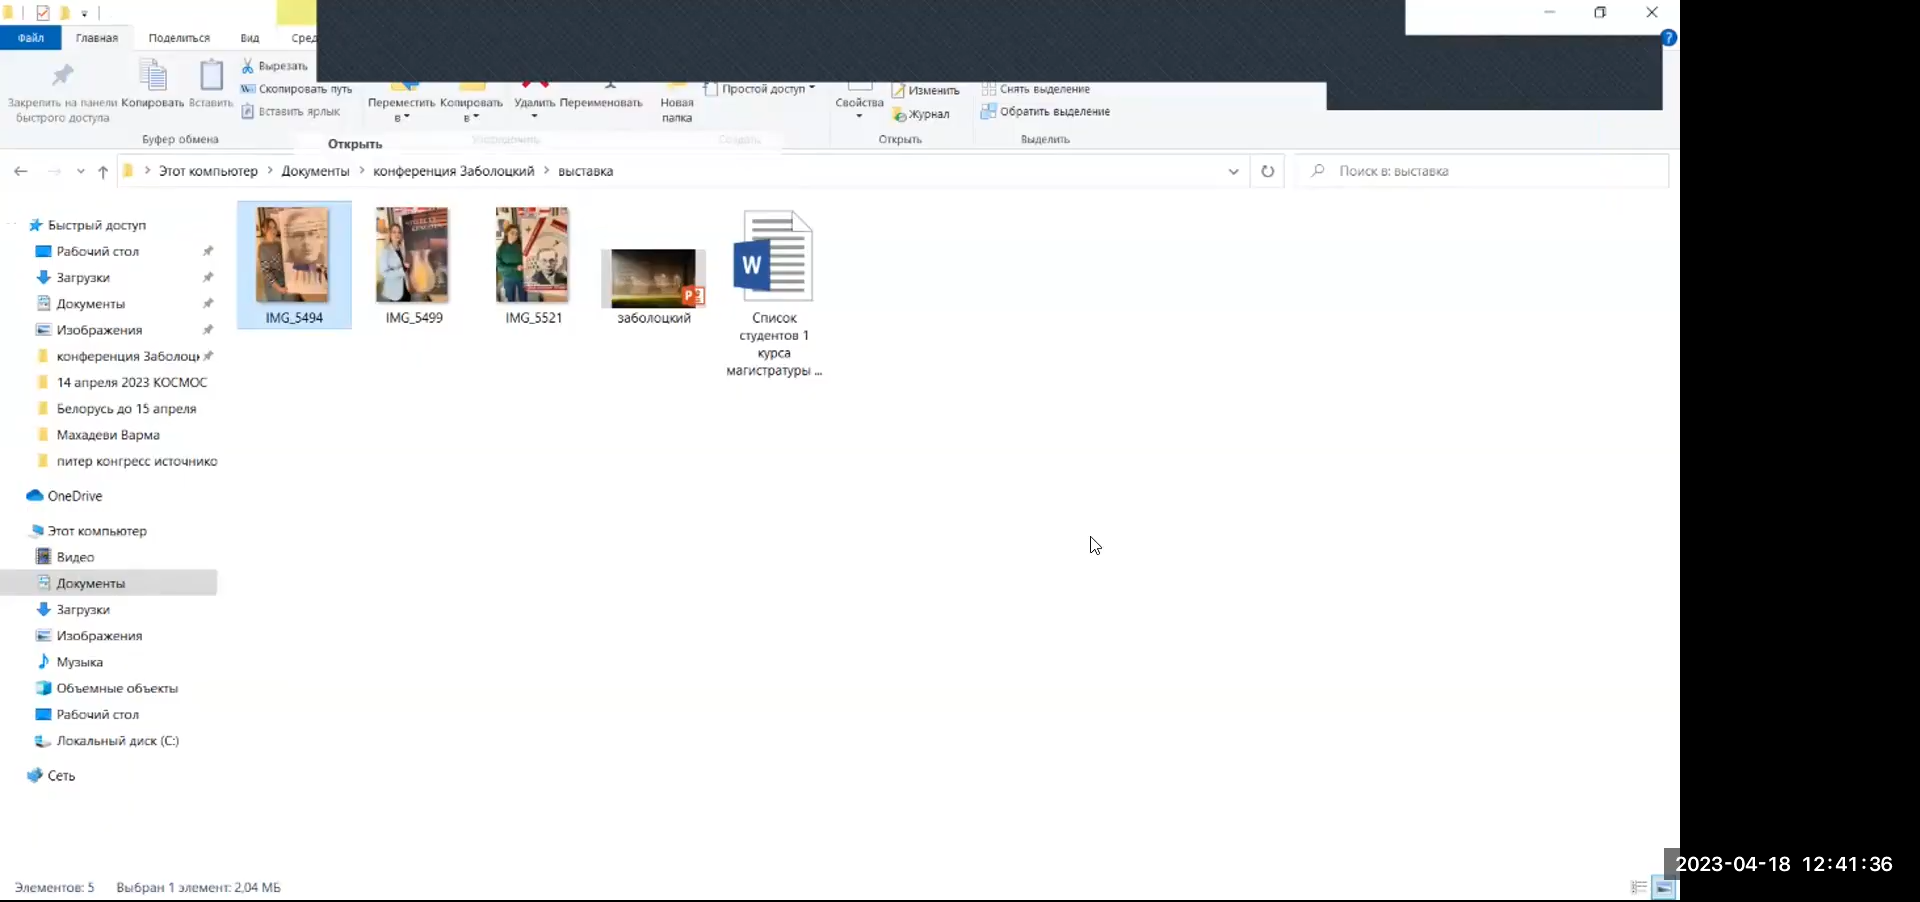 Файл Главная Поделиться Вид Сред
Вырезать
Скопировать путь
Вставить ярлык
Закрепить на панели быстрого доступа
Копировать
Вставить
Буфер обмена
Переместить в
Копировать в
Удалить
Переименовать
Упорядочить
Новая папка
Простой доступ
Создать
Свойства
Изменить
Журнал
Открыть
Снять выделение
Обратить выделение
Выделить
Открыть
Этот компьютер > Документы > конференция Заболоцкий > выставка
Поиск в: выставка
Быстрый доступ
Рабочий стол
Загрузки
Документы
Изображения
конференция Заболоцк
14 апреля 2023 КОСМОС
Белорусь до 15 апреля
Махадеви Варма
питер конгресс источнико
OneDrive
Этот компьютер
Видео
Документы
Загрузки
Изображения
Музыка
Объемные объекты
Рабочий стол
Локальный диск (C:)
Сеть
IMG_5494
IMG_5499
IMG_5521
заболоцкий
Список
студентов 1
курса
магистратуры ...
Элементов: 5 Выбран 1 элемент: 2,04 МБ
2023-04-18 12:41:36